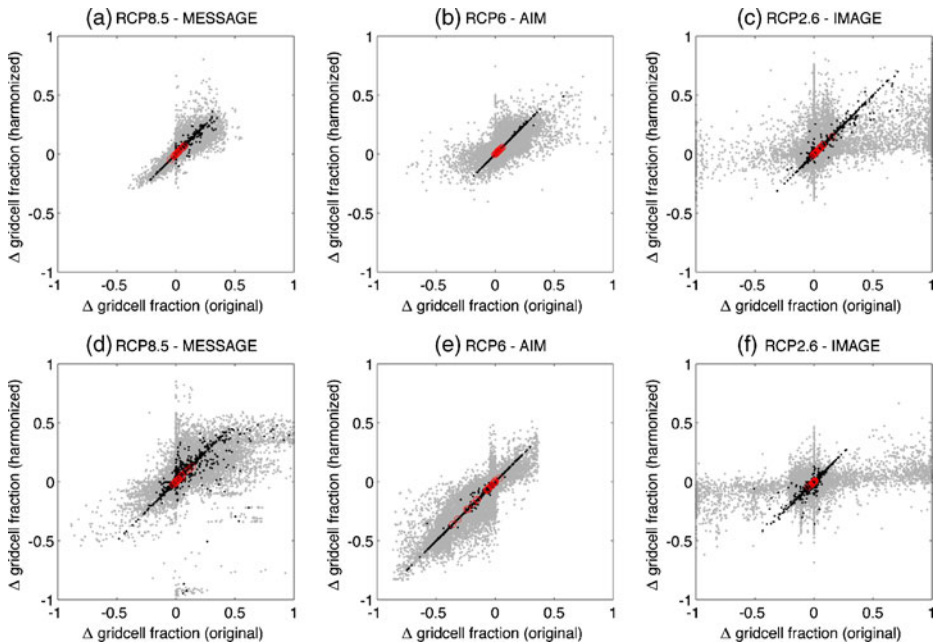 (a) RCP8.5 - MESSAGE
(b) RCP6 - AIM
(c) RCP2.6 - IMAGE
Δ gridcell fraction (harmonized)
1
0.5
0
-0.5
-1
-1 -0.5 0 0.5 1
Δ gridcell fraction (original)
Δ gridcell fraction (harmonized)
1
0.5
0
-0.5
-1
-1 -0.5 0 0.5 1
Δ gridcell fraction (original)
Δ gridcell fraction (harmonized)
1
0.5
0
-0.5
-1
-1 -0.5 0 0.5 1
Δ gridcell fraction (original)
(d) RCP8.5 - MESSAGE
(e) RCP6 - AIM
(f) RCP2.6 - IMAGE
Δ gridcell fraction (harmonized)
1
0.5
0
-0.5
-1
-1 -0.5 0 0.5 1
Δ gridcell fraction (original)
Δ gridcell fraction (harmonized)
1
0.5
0
-0.5
-1
-1 -0.5 0 0.5 1
Δ gridcell fraction (original)
Δ gridcell fraction (harmonized)
1
0.5
0
-0.5
-1
-1 -0.5 0 0.5 1
Δ gridcell fraction (original)